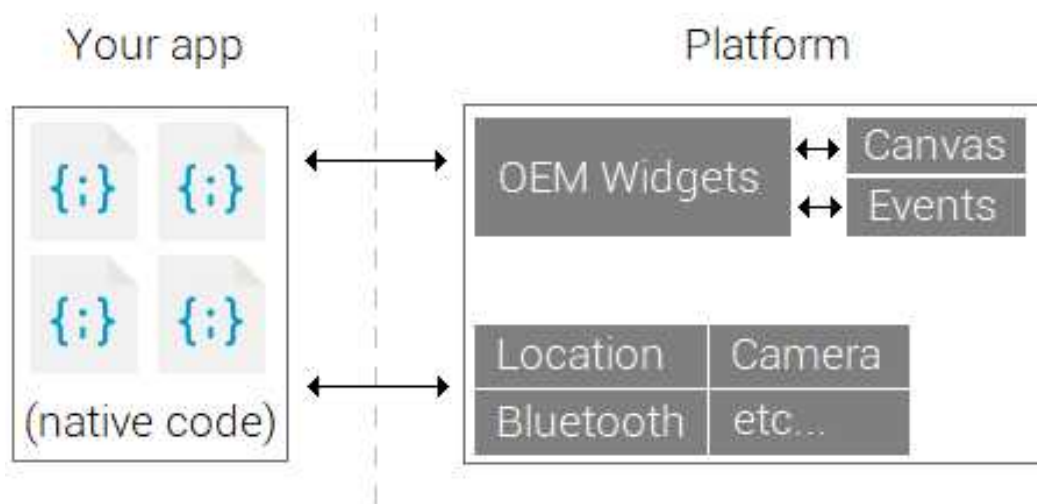 Your app
Platform
{;} {;}
{;} {;}
(native code)
OEM Widgets
Canvas
Events
Location
Camera
Bluetooth
etc...